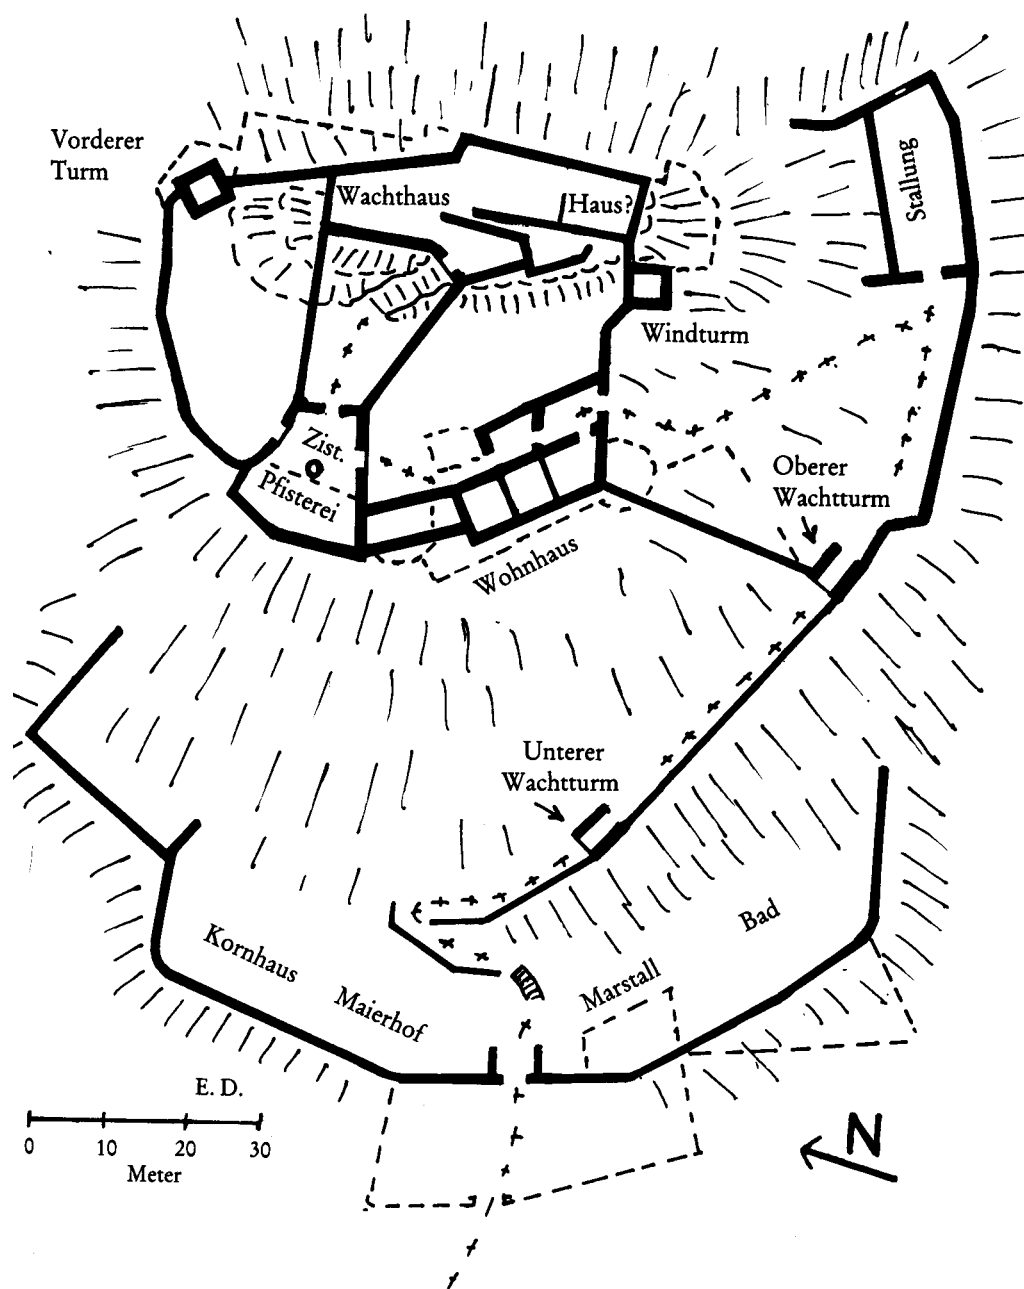 Vorderer
Turm
Wachthaus
Haus?
Stallung
Windturm
Zist.
Pfisterei
Oberer
Wachtturm
Wohnhaus
Unterer
Wachtturm
Kornhaus
Maierhof
Marstall
Bad
E. D.
0 10 20 30
Meter
N